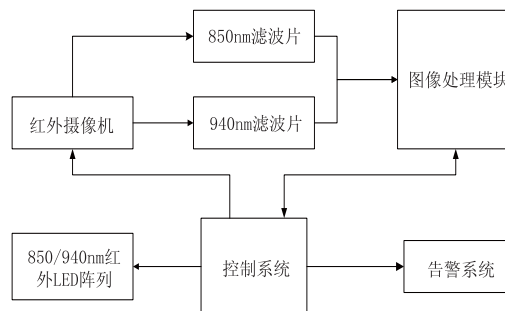 850nm滤波片
图像处理模块
红外摄像机
940nm滤波片
850/940nm红
外LED阵列
控制系统
告警系统